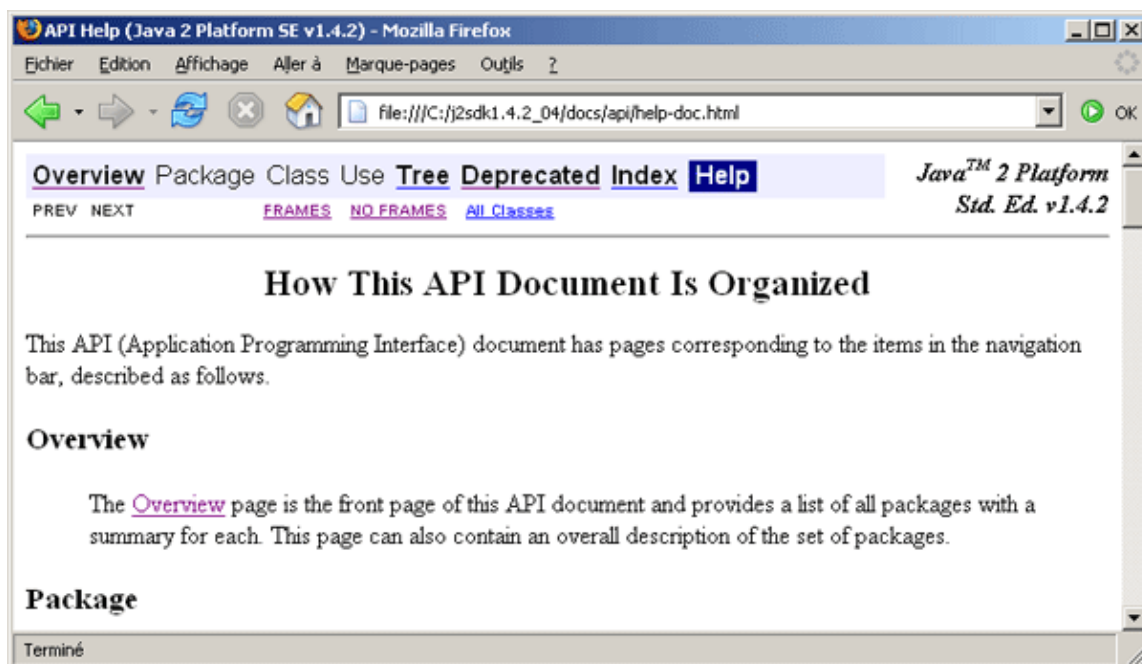 API Help (Java 2 Platform SE v1.4.2) - Mozilla Firefox
Fichier Edition Affichage Aller à Marque-pages Outils ?
file:///C:/j2sdk1.4.2_04/docs/api/help-doc.html OK
Overview Package Class Use Tree Deprecated Index Help
Java™ 2 Platform
Std. Ed. v1.4.2
PREV NEXT FRAMES NO FRAMES All Classes
How This API Document Is Organized
This API (Application Programming Interface) document has pages corresponding to the items in the navigation
bar, described as follows.
Overview
The Overview page is the front page of this API document and provides a list of all packages with a
summary for each. This page can also contain an overall description of the set of packages.
Package
Terminé